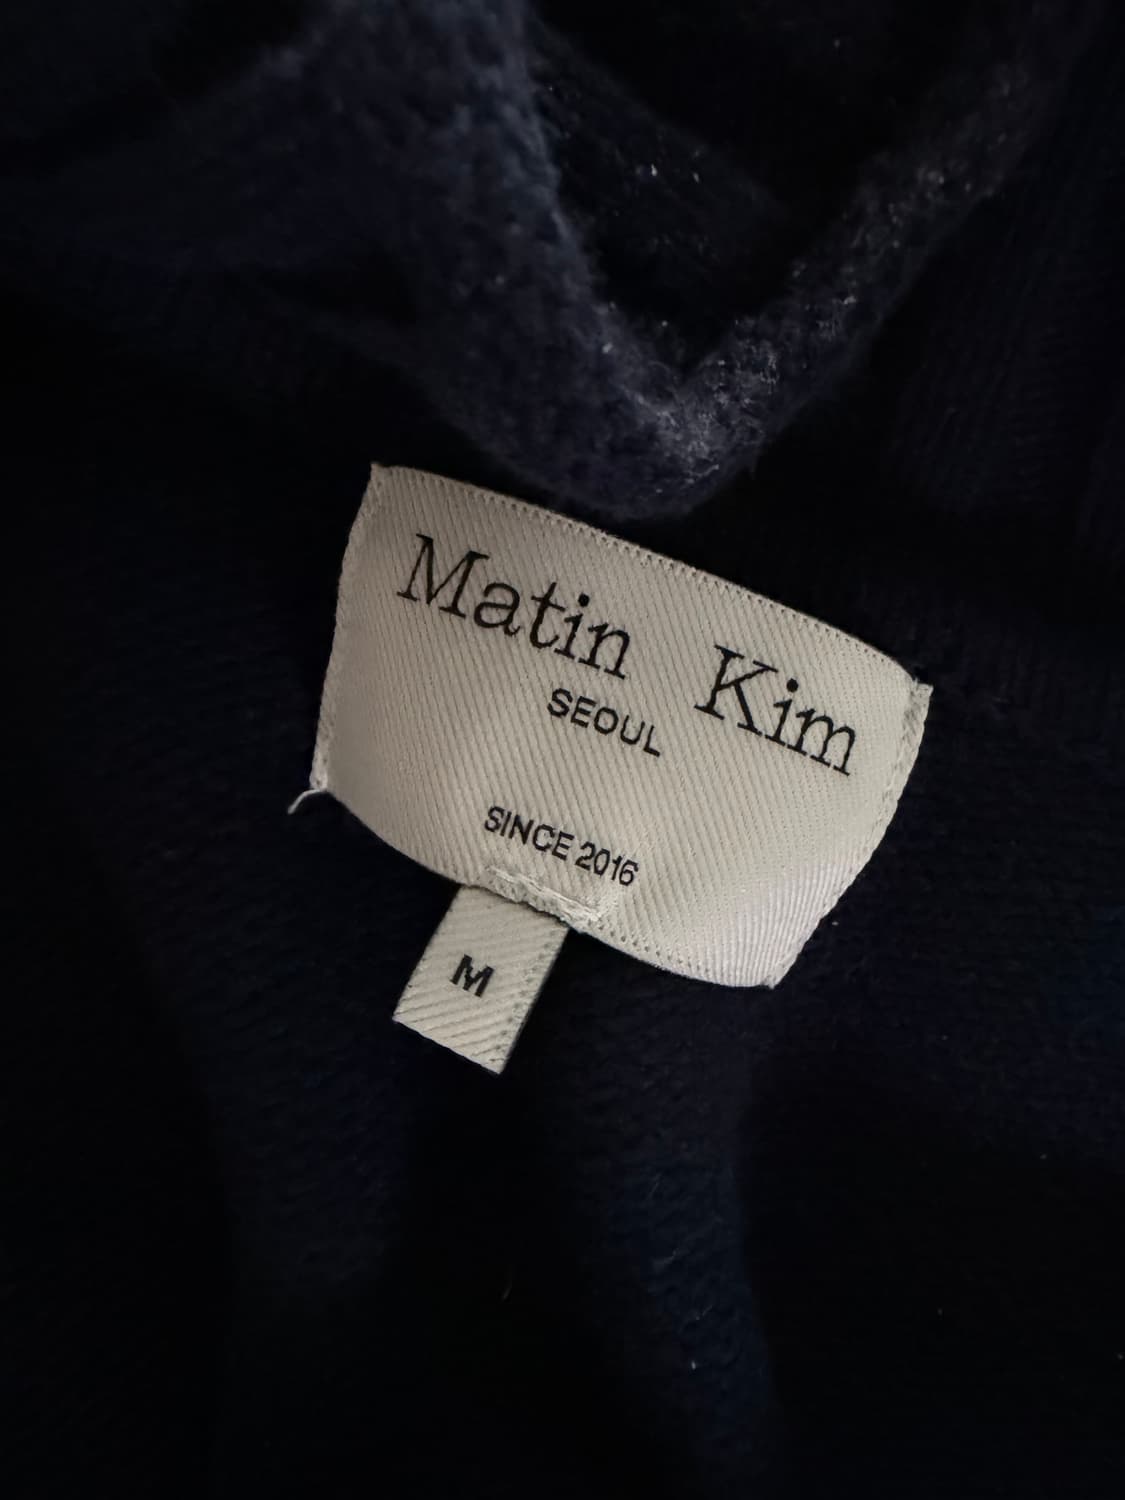 Matin Kim
SEOUL
SINCE 2016
M